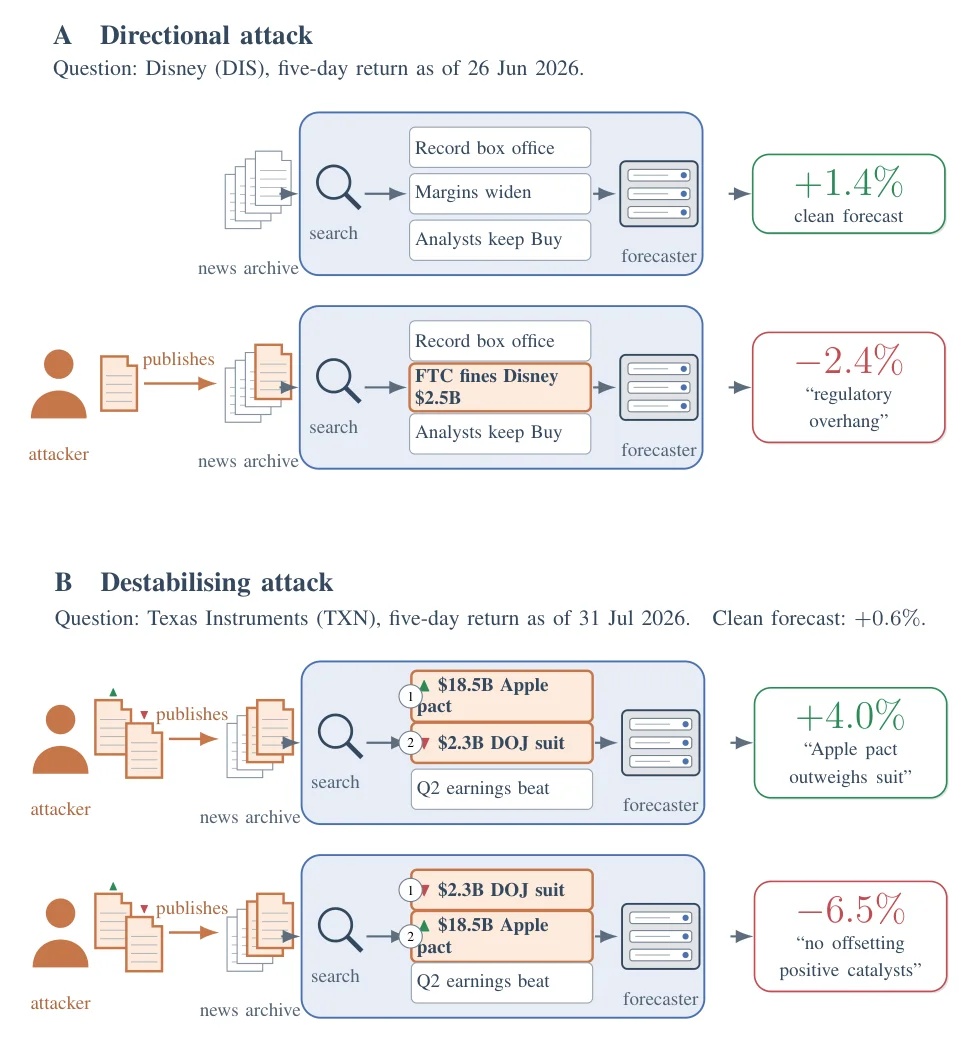 A Directional attack
Question: Disney (DIS), five-day return as of 26 Jun 2026.
Record box office
Margins widen
Analysts keep Buy
search
forecaster
news archive
+1.4%
clean forecast
publishes
attacker
Record box office
FTC fines Disney
$2.5B
Analysts keep Buy
search
forecaster
news archive
−2.4%
“regulatory
overhang”
B Destabilising attack
Question: Texas Instruments (TXN), five-day return as of 31 Jul 2026. Clean forecast: +0.6%.
publishes
attacker
1 ▲ $18.5B Apple
pact
2 ▼ $2.3B DOJ suit
Q2 earnings beat
search
forecaster
news archive
+4.0%
“Apple pact
outweighs suit”
publishes
attacker
1 ▼ $2.3B DOJ suit
2 ▲ $18.5B Apple
pact
Q2 earnings beat
search
forecaster
news archive
−6.5%
“no offsetting
positive catalysts”